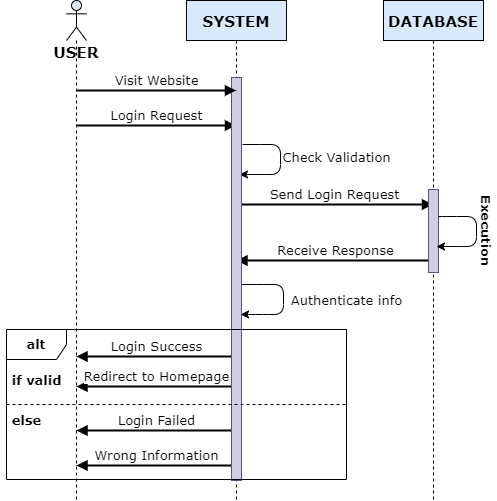 USER
SYSTEM
DATABASE
Visit Website
Login Request
Check Validation
Send Login Request
Execution
Receive Response
Authenticate info
alt
Login Success
if valid
Redirect to Homepage
else
Login Failed
Wrong Information